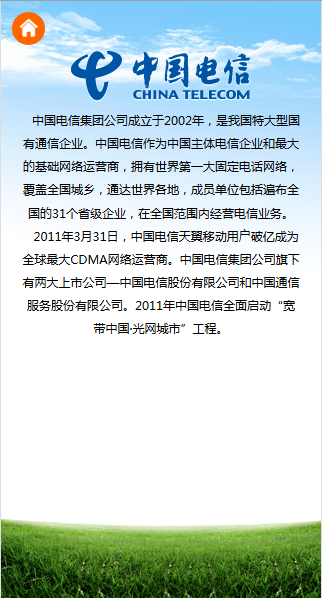 中国电信
CHINA TELECOM
中国电信集团公司成立于2002年，是我国特大型国
有通信企业。中国电信作为中国主体电信企业和最大
的基础网络运营商，拥有世界第一大固定电话网络，
覆盖全国城乡，通达世界各地，成员单位包括遍布全
国的31个省级企业，在全国范围内经营电信业务。
2011年3月31日，中国电信天翼移动用户破亿成为
全球最大CDMA网络运营商。中国电信集团公司旗下
有两大上市公司—中国电信股份有限公司和中国通信
服务股份有限公司。2011年中国电信全面启动“宽
带中国·光网城市”工程。